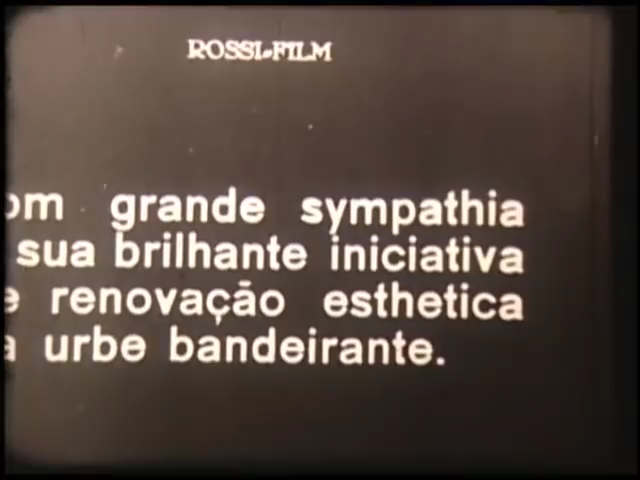 ROSSI-FILM
om grande sympathia
sua brilhante iniciativa
e renovação esthetica
a urbe bandeirante.